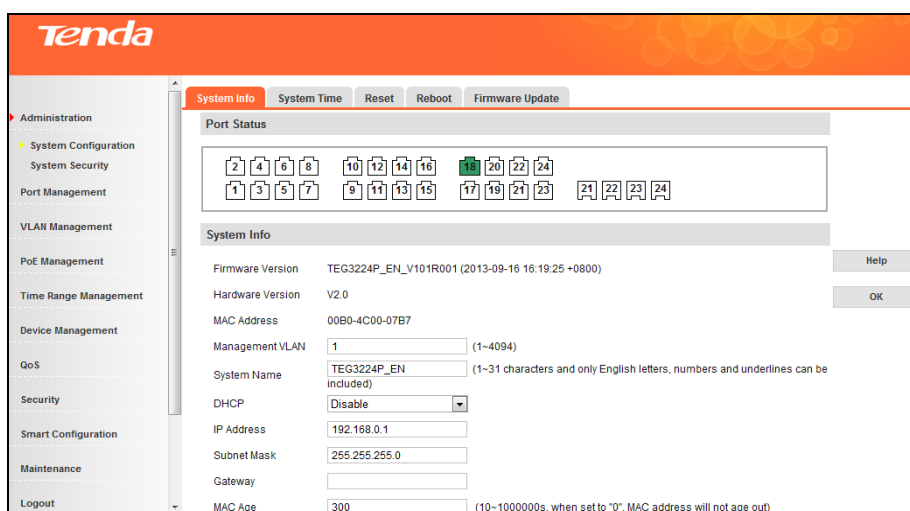 Tenda
System Info System Time Reset Reboot Firmware Update
Administration
System Configuration
System Security
Port Management
VLAN Management
PoE Management
Time Range Management
Device Management
QoS
Security
Smart Configuration
Maintenance
Logout
Port Status
2 4 6 8 10 12 14 16 18 20 22 24
1 3 5 7 9 11 13 15 17 19 21 23 21 22 23 24
System Info
Firmware Version TEG3224P_EN_V101R001 (2013-09-16 16:19:25 +0800)
Hardware Version V2.0
MAC Address 00B0-4C00-07B7
Management VLAN 1 (1~4094)
System Name TEG3224P_EN (1~31 characters and only English letters, numbers and underlines can be
included)
DHCP Disable
IP Address 192.168.0.1
Subnet Mask 255.255.255.0
Gateway
MAC Age 300 (10~1000000s, when set to "0", MAC address will not age out)
Help
OK